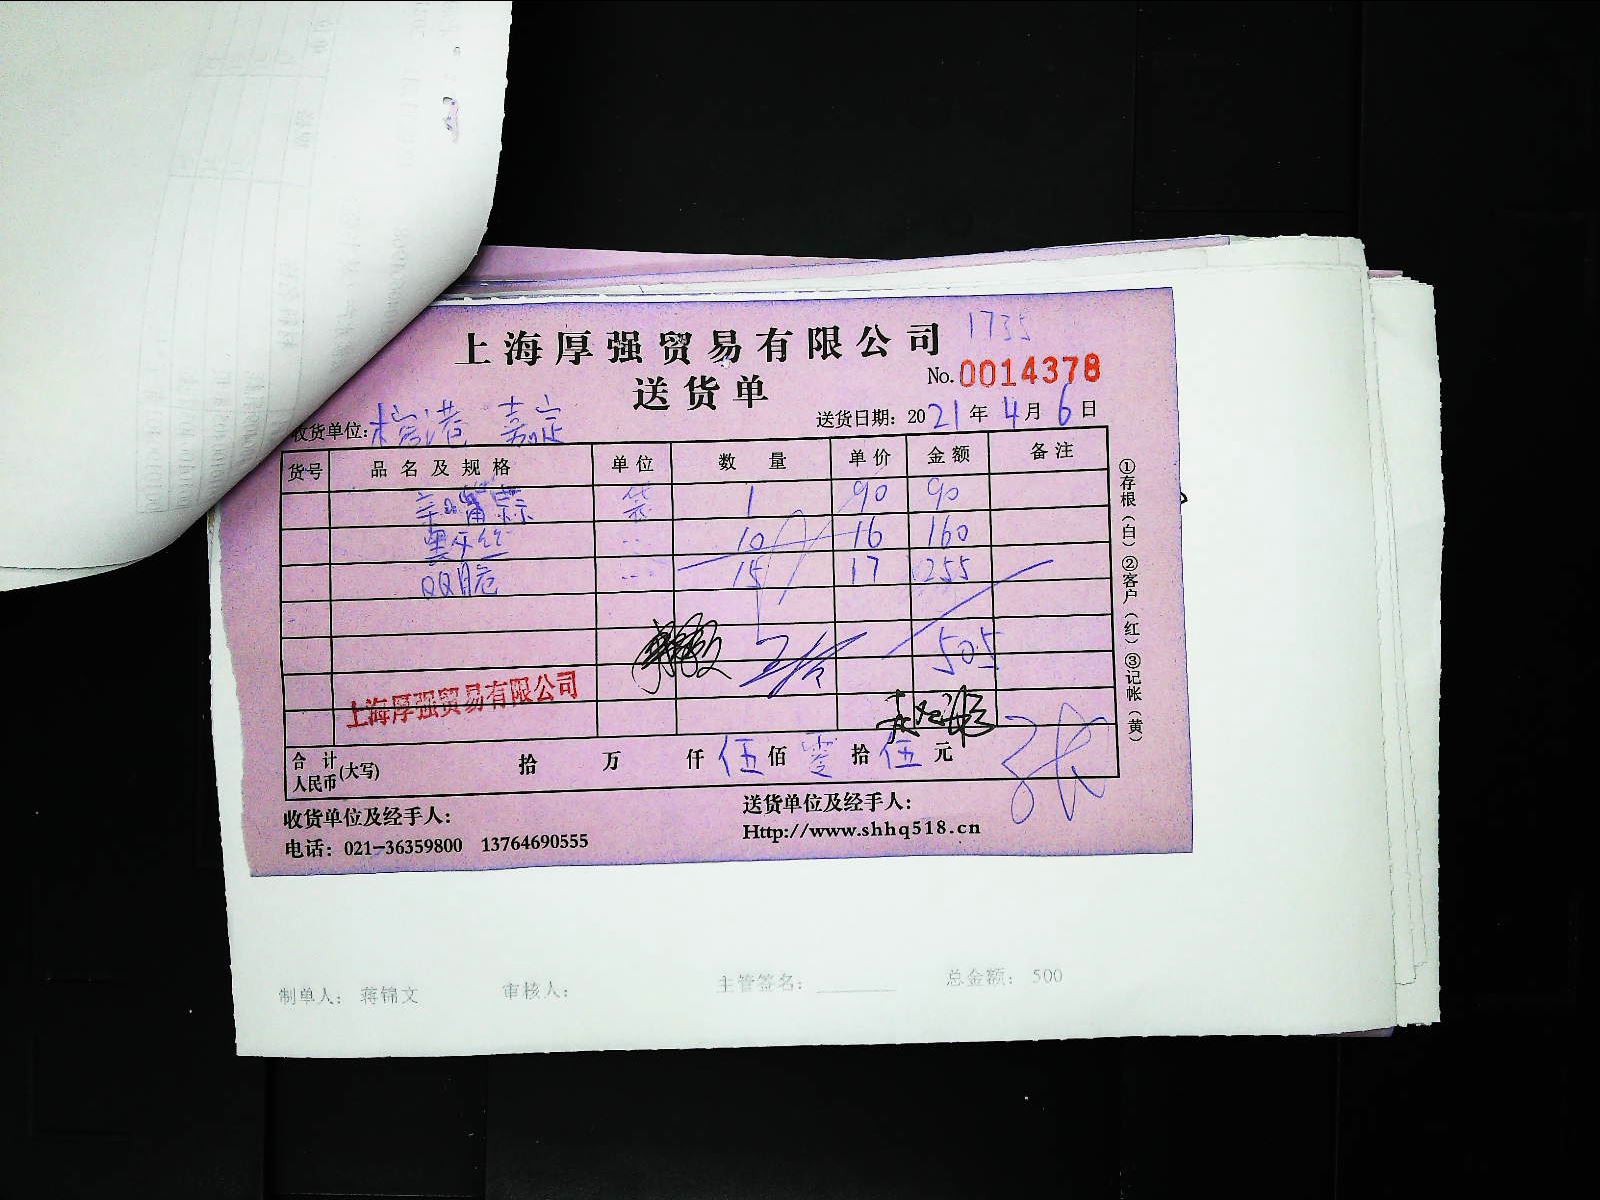 上海厚强贸易有限公司 1735
送货单 No.0014378
收货单位: 港 嘉定 送货日期: 2021年4月6日
货号 品名及规格 单位 数量 单价 金额 备注
袋 1 90 90
10 16 160
QQ脆 15 17 255
505
上海厚强贸易有限公司
合计人民币(大写) 拾 万 仟 伍 佰 零 拾 伍 元
收货单位及经手人: 送货单位及经手人:
电话: 021-36359800 13764690555 Http://www.shhq518.cn
①存根(白)②客户(红)③记帐(黄)
制单人: 蒋锦文 审核人: 主管签名: 总金额: 500